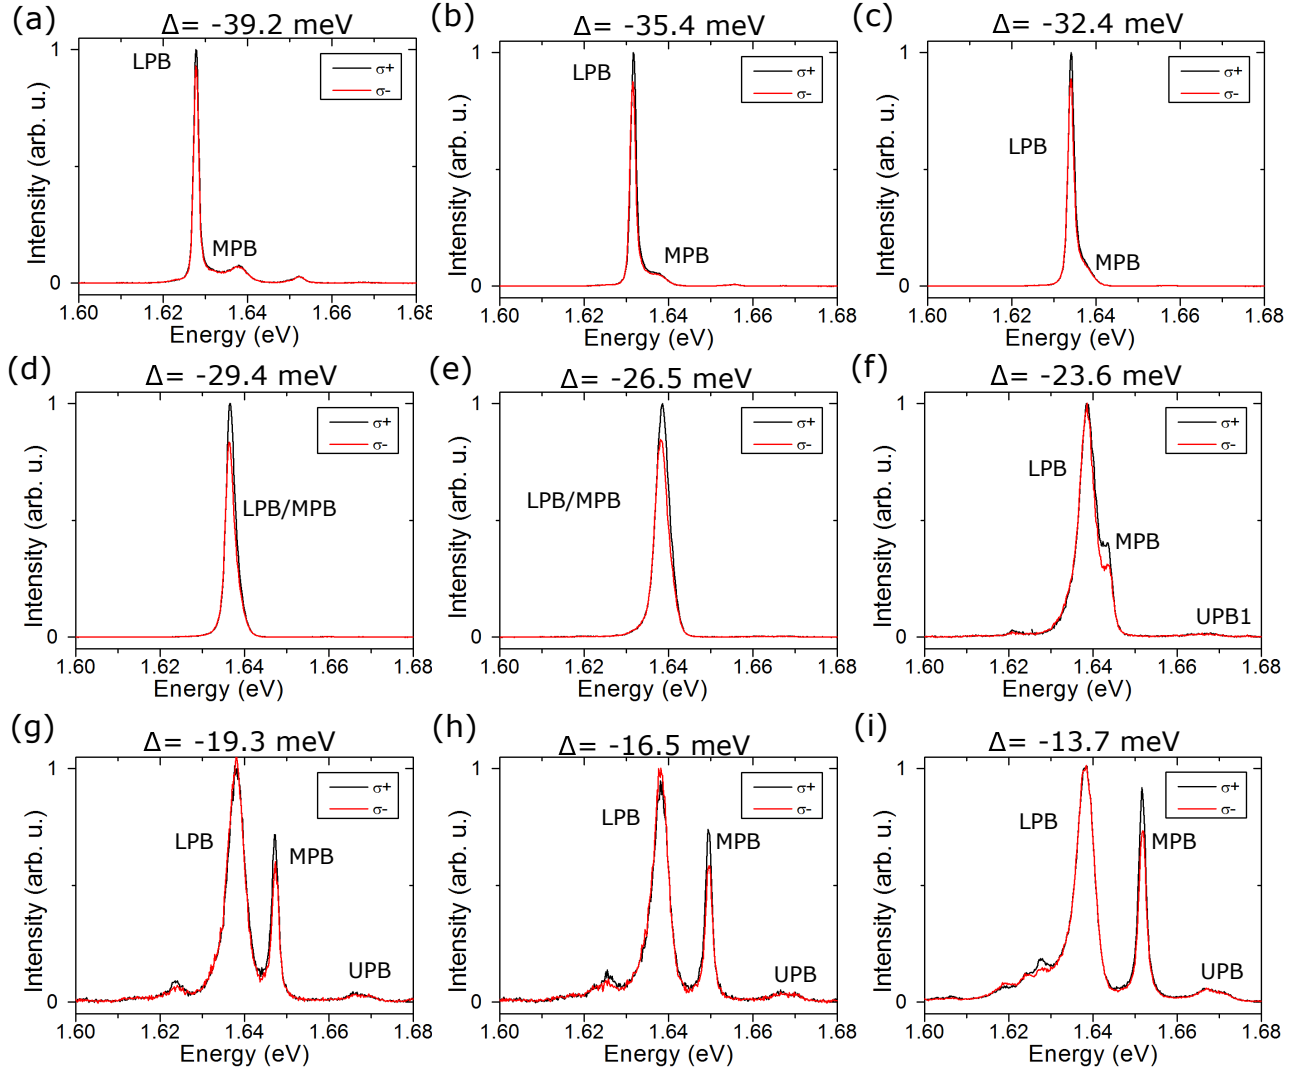 (a)
Δ= -39.2 meV
LPB
MPB
σ+
σ-
1
0
Intensity (arb. u.)
1.60 1.62 1.64 1.66 1.68
Energy (eV)
(b)
Δ= -35.4 meV
LPB
MPB
σ+
σ-
1
0
Intensity (arb. u.)
1.60 1.62 1.64 1.66 1.68
Energy (eV)
(c)
Δ= -32.4 meV
LPB
MPB
σ+
σ-
1
0
Intensity (arb. u.)
1.60 1.62 1.64 1.66 1.68
Energy (eV)
(d)
Δ= -29.4 meV
LPB/MPB
σ+
σ-
1
0
Intensity (arb. u.)
1.60 1.62 1.64 1.66 1.68
Energy (eV)
(e)
Δ= -26.5 meV
LPB/MPB
σ+
σ-
1
0
Intensity (arb. u.)
1.60 1.62 1.64 1.66 1.68
Energy (eV)
(f)
Δ= -23.6 meV
LPB
MPB
UPB1
σ+
σ-
1
0
Intensity (arb. u.)
1.60 1.62 1.64 1.66 1.68
Energy (eV)
(g)
Δ= -19.3 meV
LPB
MPB
UPB
σ+
σ-
1
0
Intensity (arb. u.)
1.60 1.62 1.64 1.66 1.68
Energy (eV)
(h)
Δ= -16.5 meV
LPB
MPB
UPB
σ+
σ-
1
0
Intensity (arb. u.)
1.60 1.62 1.64 1.66 1.68
Energy (eV)
(i)
Δ= -13.7 meV
LPB
MPB
UPB
σ+
σ-
1
0
Intensity (arb. u.)
1.60 1.62 1.64 1.66 1.68
Energy (eV)